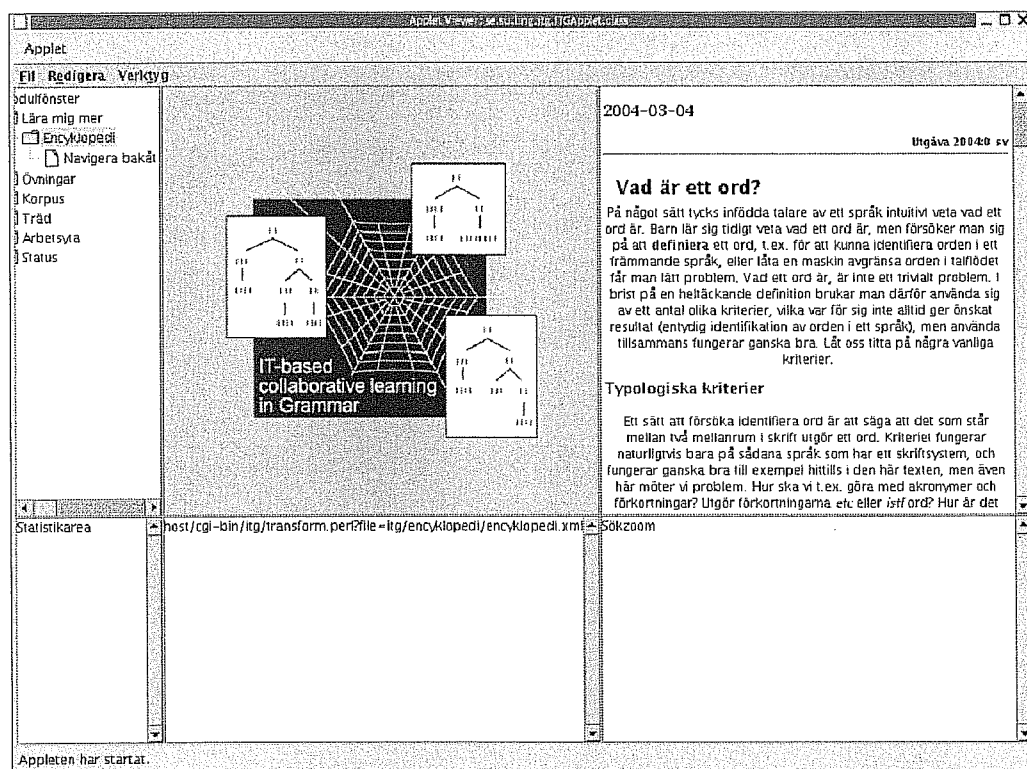 Applet Viewer: se.su.ling.itg.ITGApplet.class
Applet
Fil Redigera Verktyg
odulfönster
Lära mig mer
Encyklopedi
Navigera bakåt
Övningar
Korpus
Träd
Arbetsyta
Status
IT-based
collaborative learning
in Grammar
2004-03-04
Utgåva 2004:0 sv
Vad är ett ord?
På något sätt tycks infödda talare av ett språk intuitivt veta vad ett
ord är. Barn lär sig tidigt veta vad ett ord är, men försöker man sig
på att definiera ett ord, t.ex. för att kunna identifiera orden i ett
främmande språk, eller låta en maskin avgränsa orden i talflödet
får man lätt problem. Vad ett ord är, är inte ett trivialt problem. I
brist på en heltäckande definition brukar man därför använda sig
av ett antal olika kriterier, vilka var för sig inte alltid ger önskat
resultat (entydig identifikation av orden i ett språk), men använda
tillsammans fungerar ganska bra. Låt oss titta på några vanliga
kriterier.
Typologiska kriterier
Ett sätt att försöka identifiera ord är att säga att det som står
mellan två mellanrum i skrift utgör ett ord. Kriteriet fungerar
naturligtvis bara på sådana språk som har ett skriftsystem, och
fungerar ganska bra till exempel hittills i den här texten, men även
här möter vi problem. Hur ska vi t.ex. göra med akronymer och
förkortningar? Utgör förkortningarna etc eller istf ord? Hur är det
Statistikarea
host/cgi-bin/itg/transform.perl?file=itg/encyklopedi/encyklopedi.xml
Sökzoom
Appleten har startat.